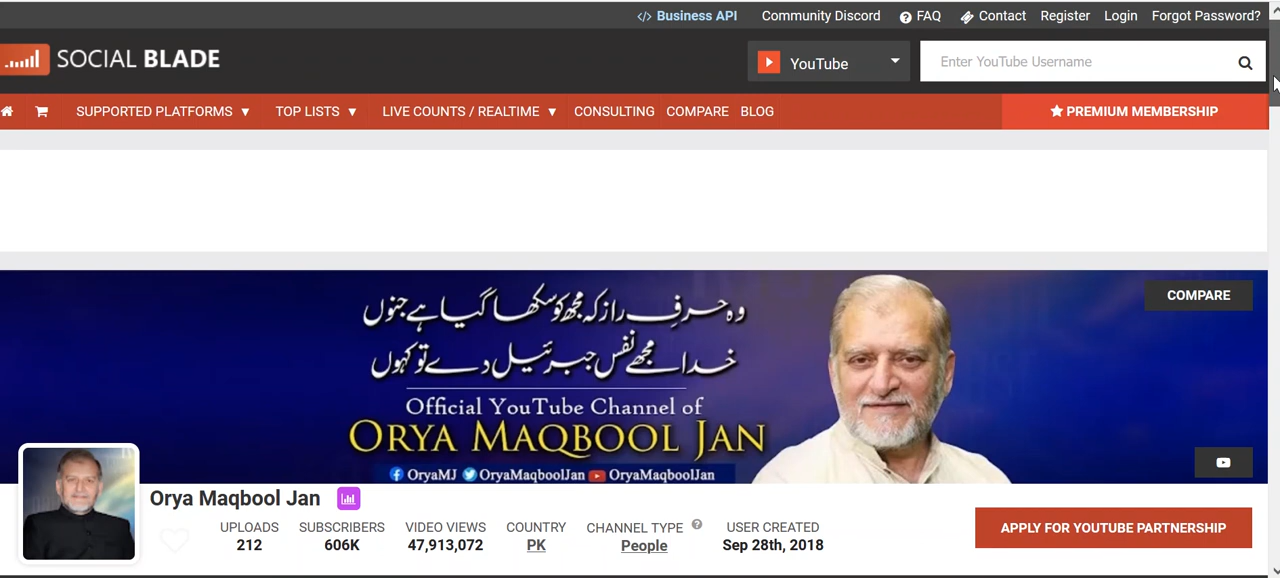 </> Business API Community Discord FAQ Contact Register Login Forgot Password?
SOCIAL BLADE
YouTube
Enter YouTube Username
SUPPORTED PLATFORMS ▼ TOP LISTS ▼ LIVE COUNTS / REALTIME ▼ CONSULTING COMPARE BLOG
PREMIUM MEMBERSHIP
COMPARE
وہ حرفِ راز کہ مجھ کو سکھا گیا ہے جنوں
خدا مجھے نفس جبرئیل دے تو کہوں
Official YouTube Channel of
ORYA MAQBOOL JAN
OryaMJ OryaMaqboolJan OryaMaqboolJan
Orya Maqbool Jan
UPLOADS SUBSCRIBERS VIDEO VIEWS COUNTRY CHANNEL TYPE USER CREATED
212 606K 47,913,072 PK People Sep 28th, 2018
APPLY FOR YOUTUBE PARTNERSHIP